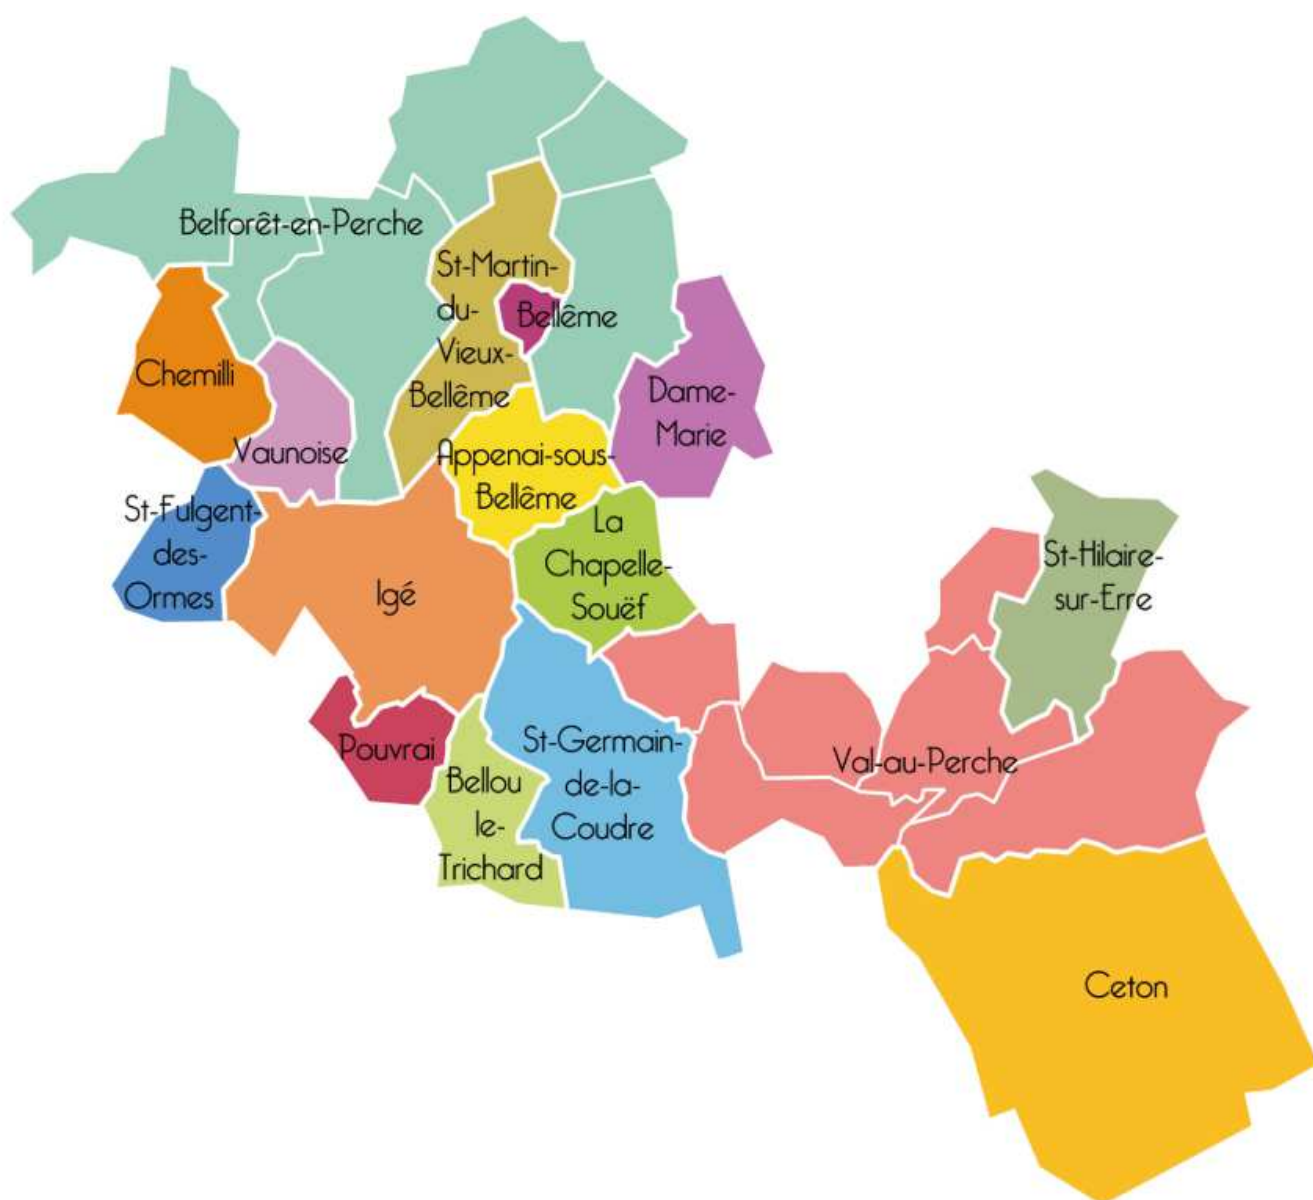 Belforêt-en-Perche
St-Martin-
du-
Vieux-
Bellême
Bellême
Chemilli
Vaunoise
Dame-
Marie
Appenai-sous-
Bellême
St-Fulgent-
des-
Ormes
Igé
La
Chapelle-
Souëf
St-Hilaire-
sur-Erre
Pouvrai
Bellou
le-
Trichard
St-Germain-
de-la-
Coudre
Val-au-Perche
Ceton